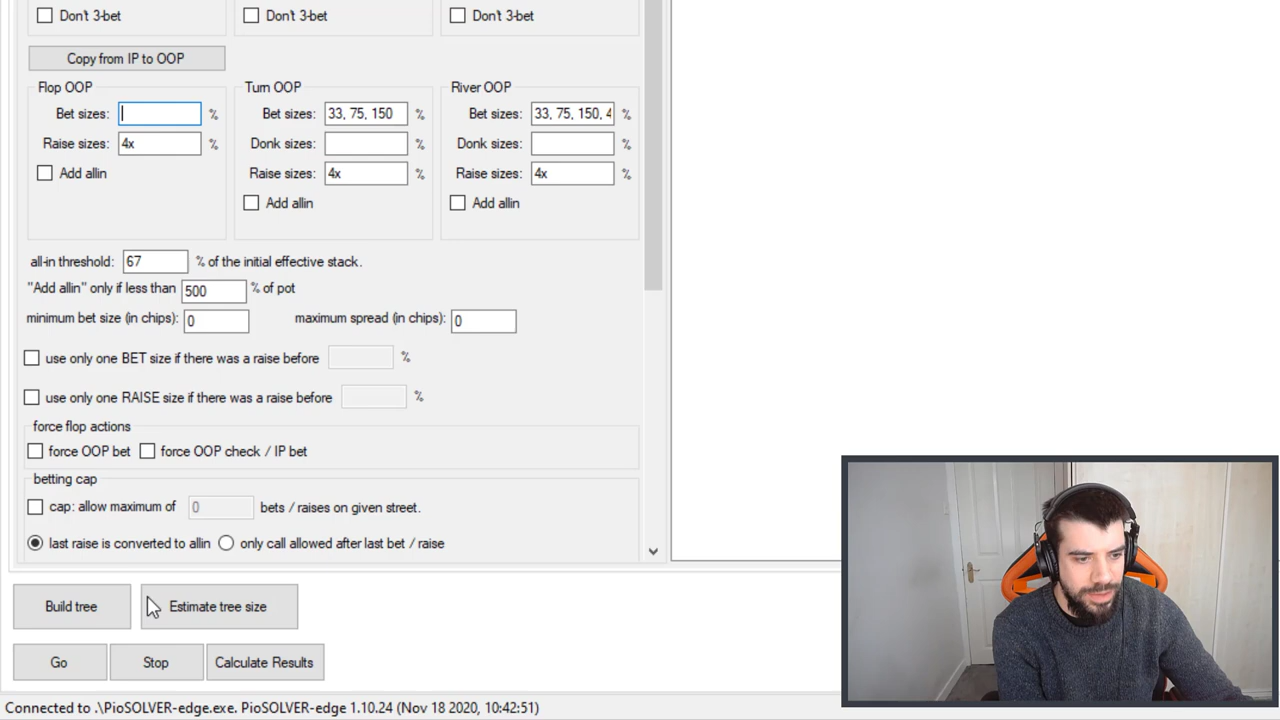 Don't 3-bet Don't 3-bet Don't 3-bet
Copy from IP to OOP
Flop OOP Turn OOP River OOP
Bet sizes: % Bet sizes: 33, 75, 150 % Bet sizes: 33, 75, 150, 4 %
Raise sizes: 4x % Donk sizes: % Donk sizes: %
Add allin Raise sizes: 4x % Raise sizes: 4x %
Add allin Add allin
all-in threshold: 67 % of the initial effective stack.
"Add allin" only if less than 500 % of pot
minimum bet size (in chips): 0 maximum spread (in chips): 0
use only one BET size if there was a raise before %
use only one RAISE size if there was a raise before %
force flop actions
force OOP bet force OOP check / IP bet
betting cap
cap: allow maximum of 0 bets / raises on given street.
last raise is converted to allin only call allowed after last bet / raise
Build tree Estimate tree size
Go Stop Calculate Results
Connected to .\PioSOLVER-edge.exe. PioSOLVER-edge 1.10.24 (Nov 18 2020, 10:42:51)